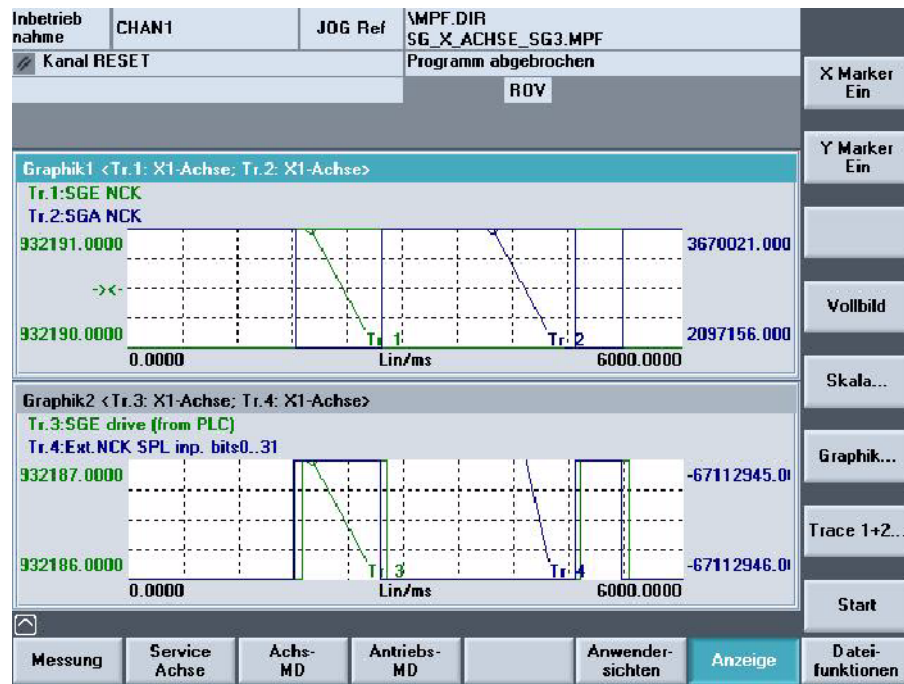 Inbetrieb
nahme
CHAN1
JOG Ref
\MPF.DIR
SG_X_ACHSE_SG3.MPF
Kanal RESET
Programm abgebrochen
ROV
X Marker
Ein
Y Marker
Ein
Vollbild
Skala...
Graphik...
Trace 1+2...
Start
Graphik1 <Tr.1: X1-Achse; Tr.2: X1-Achse>
Tr.1:SGE NCK
Tr.2:SGA NCK
932191.0000
3670021.000
-><-
932190.0000
Tr 1
Tr 2
2097156.000
0.0000
Lin/ms
6000.0000
Graphik2 <Tr.3: X1-Achse; Tr.4: X1-Achse>
Tr.3:SGE drive (from PLC)
Tr.4:Ext.NCK SPL inp. bits0..31
932187.0000
-67112945.0
932186.0000
Tr 3
Tr 4
-67112946.0
0.0000
Lin/ms
6000.0000
Messung
Service
Achse
Achs-
MD
Antriebs-
MD
Anwender-
sichten
Anzeige
Datei-
funktionen